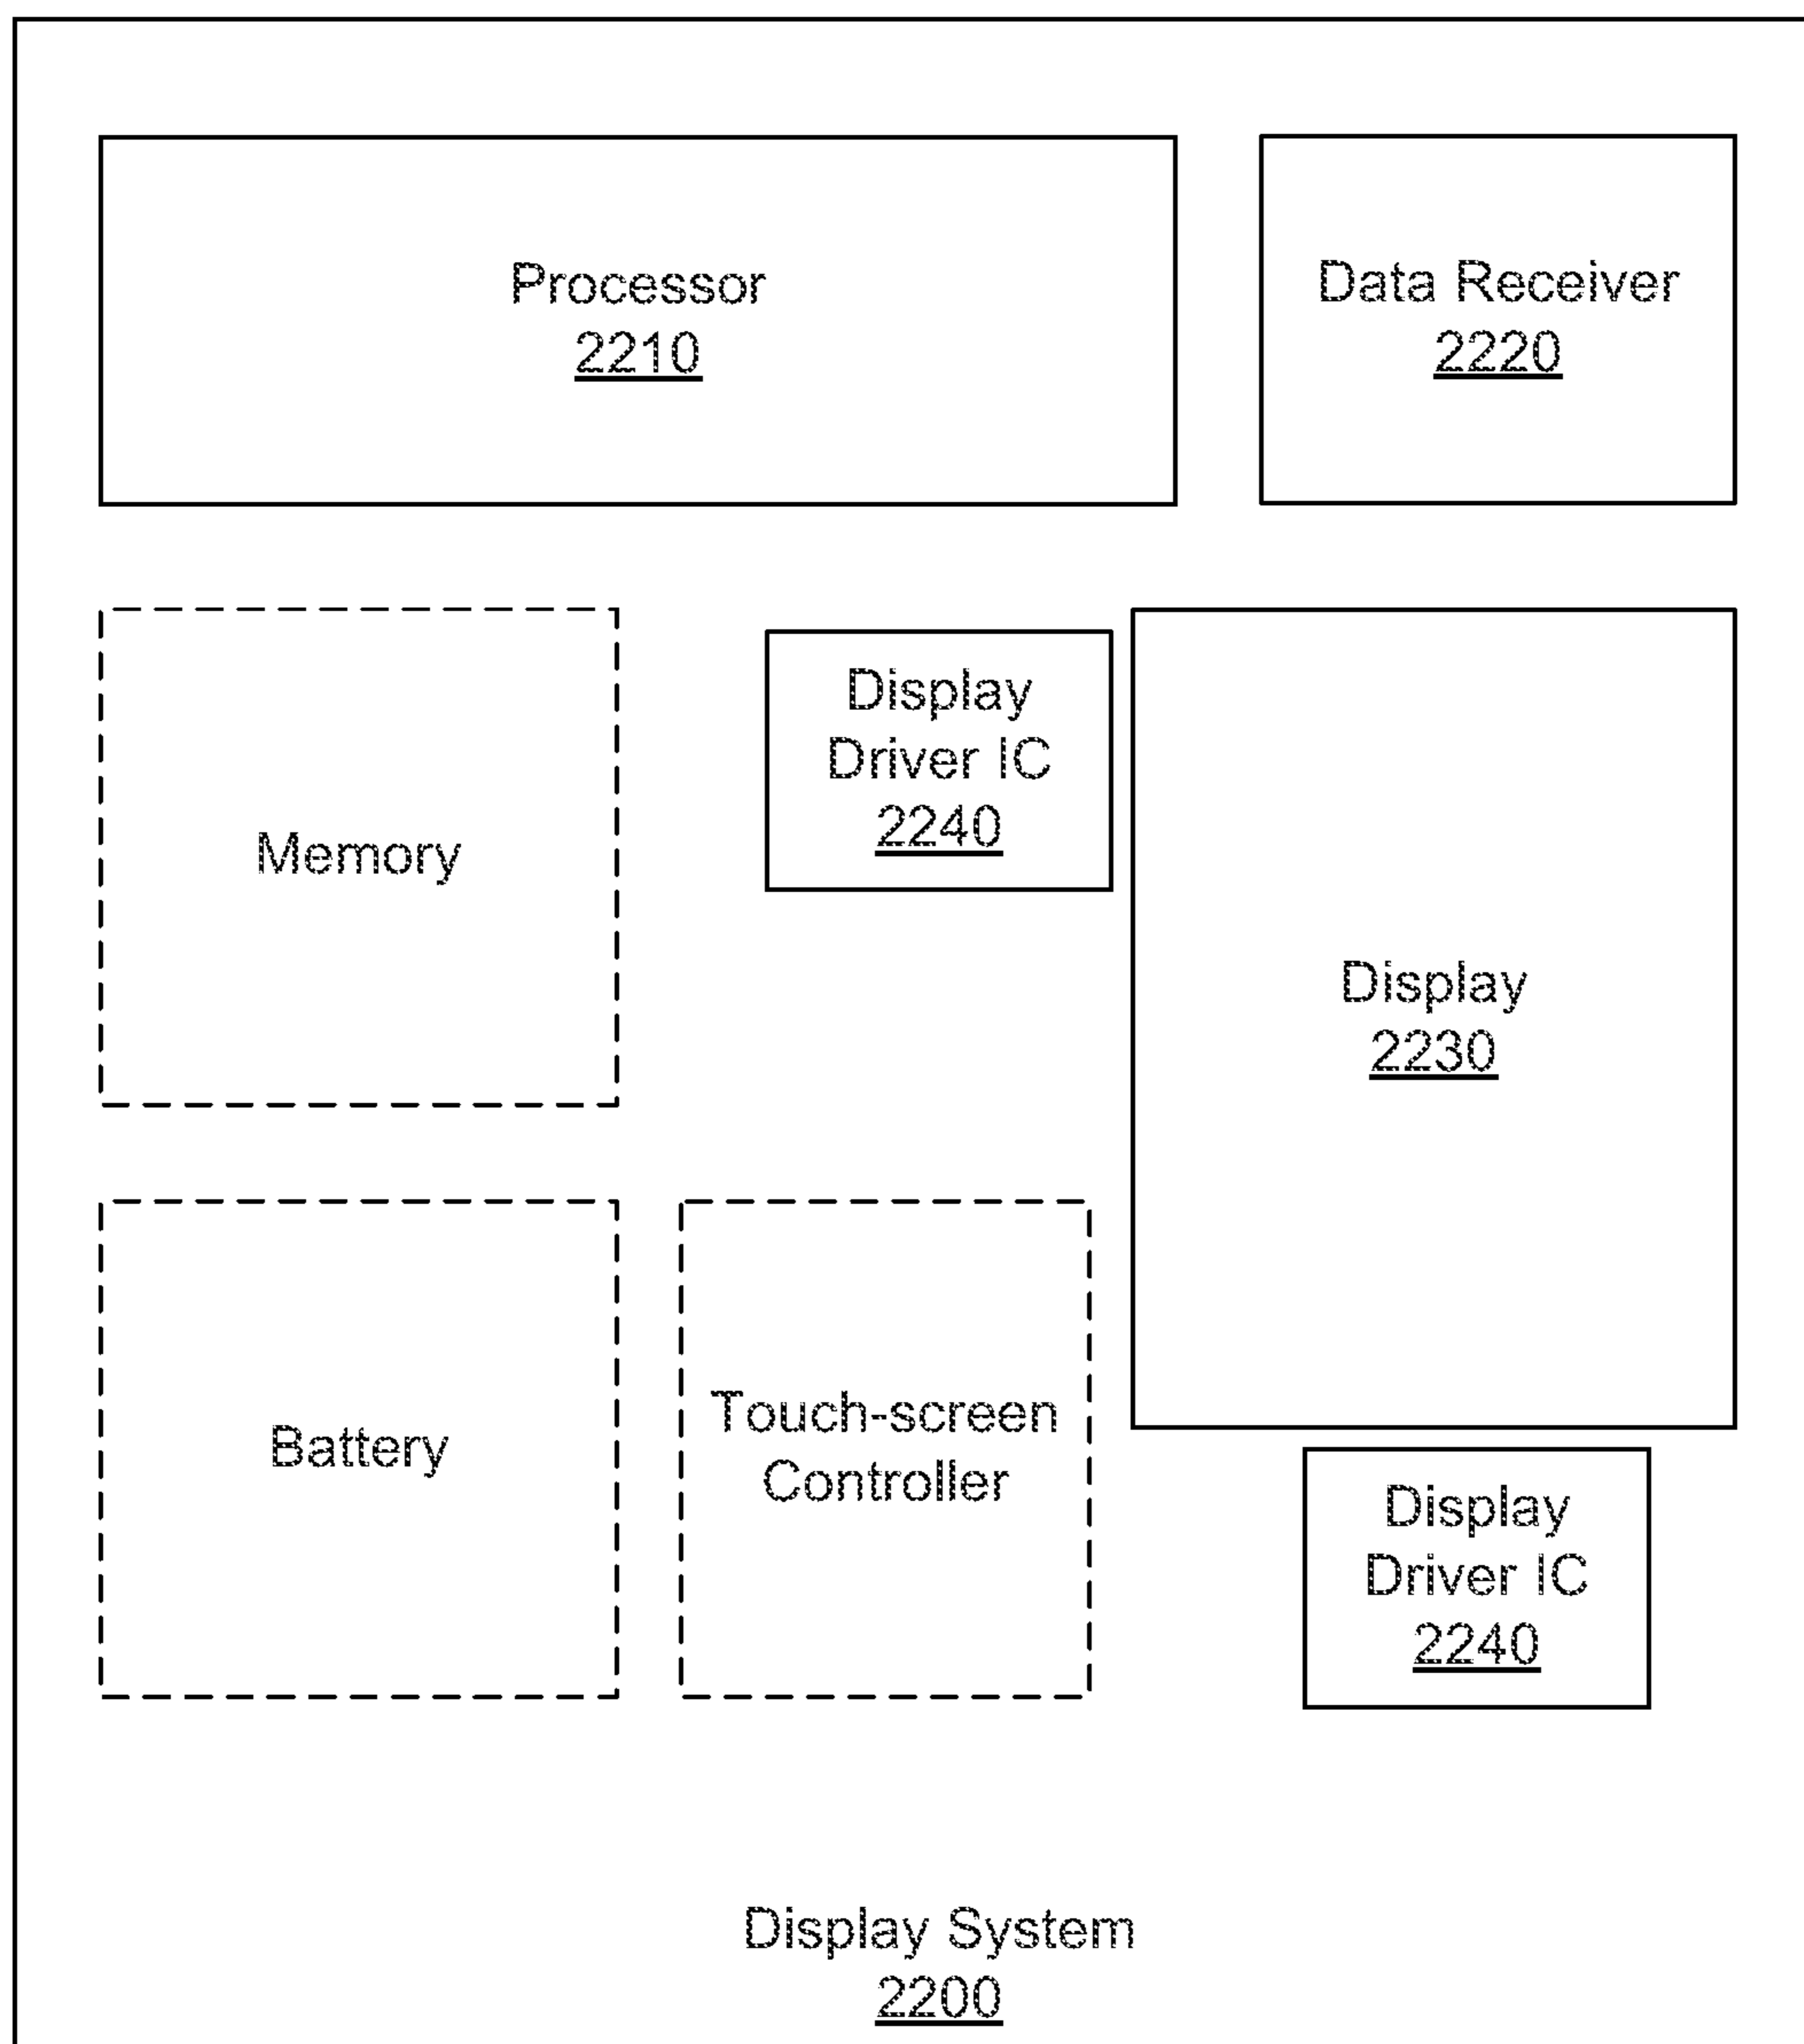 Processor
2210
Data Receiver
2220
Memory
Display
Driver IC
2240
Display
2230
Battery
Touch-screen
Controller
Display
Driver IC
2240
Display System
2200